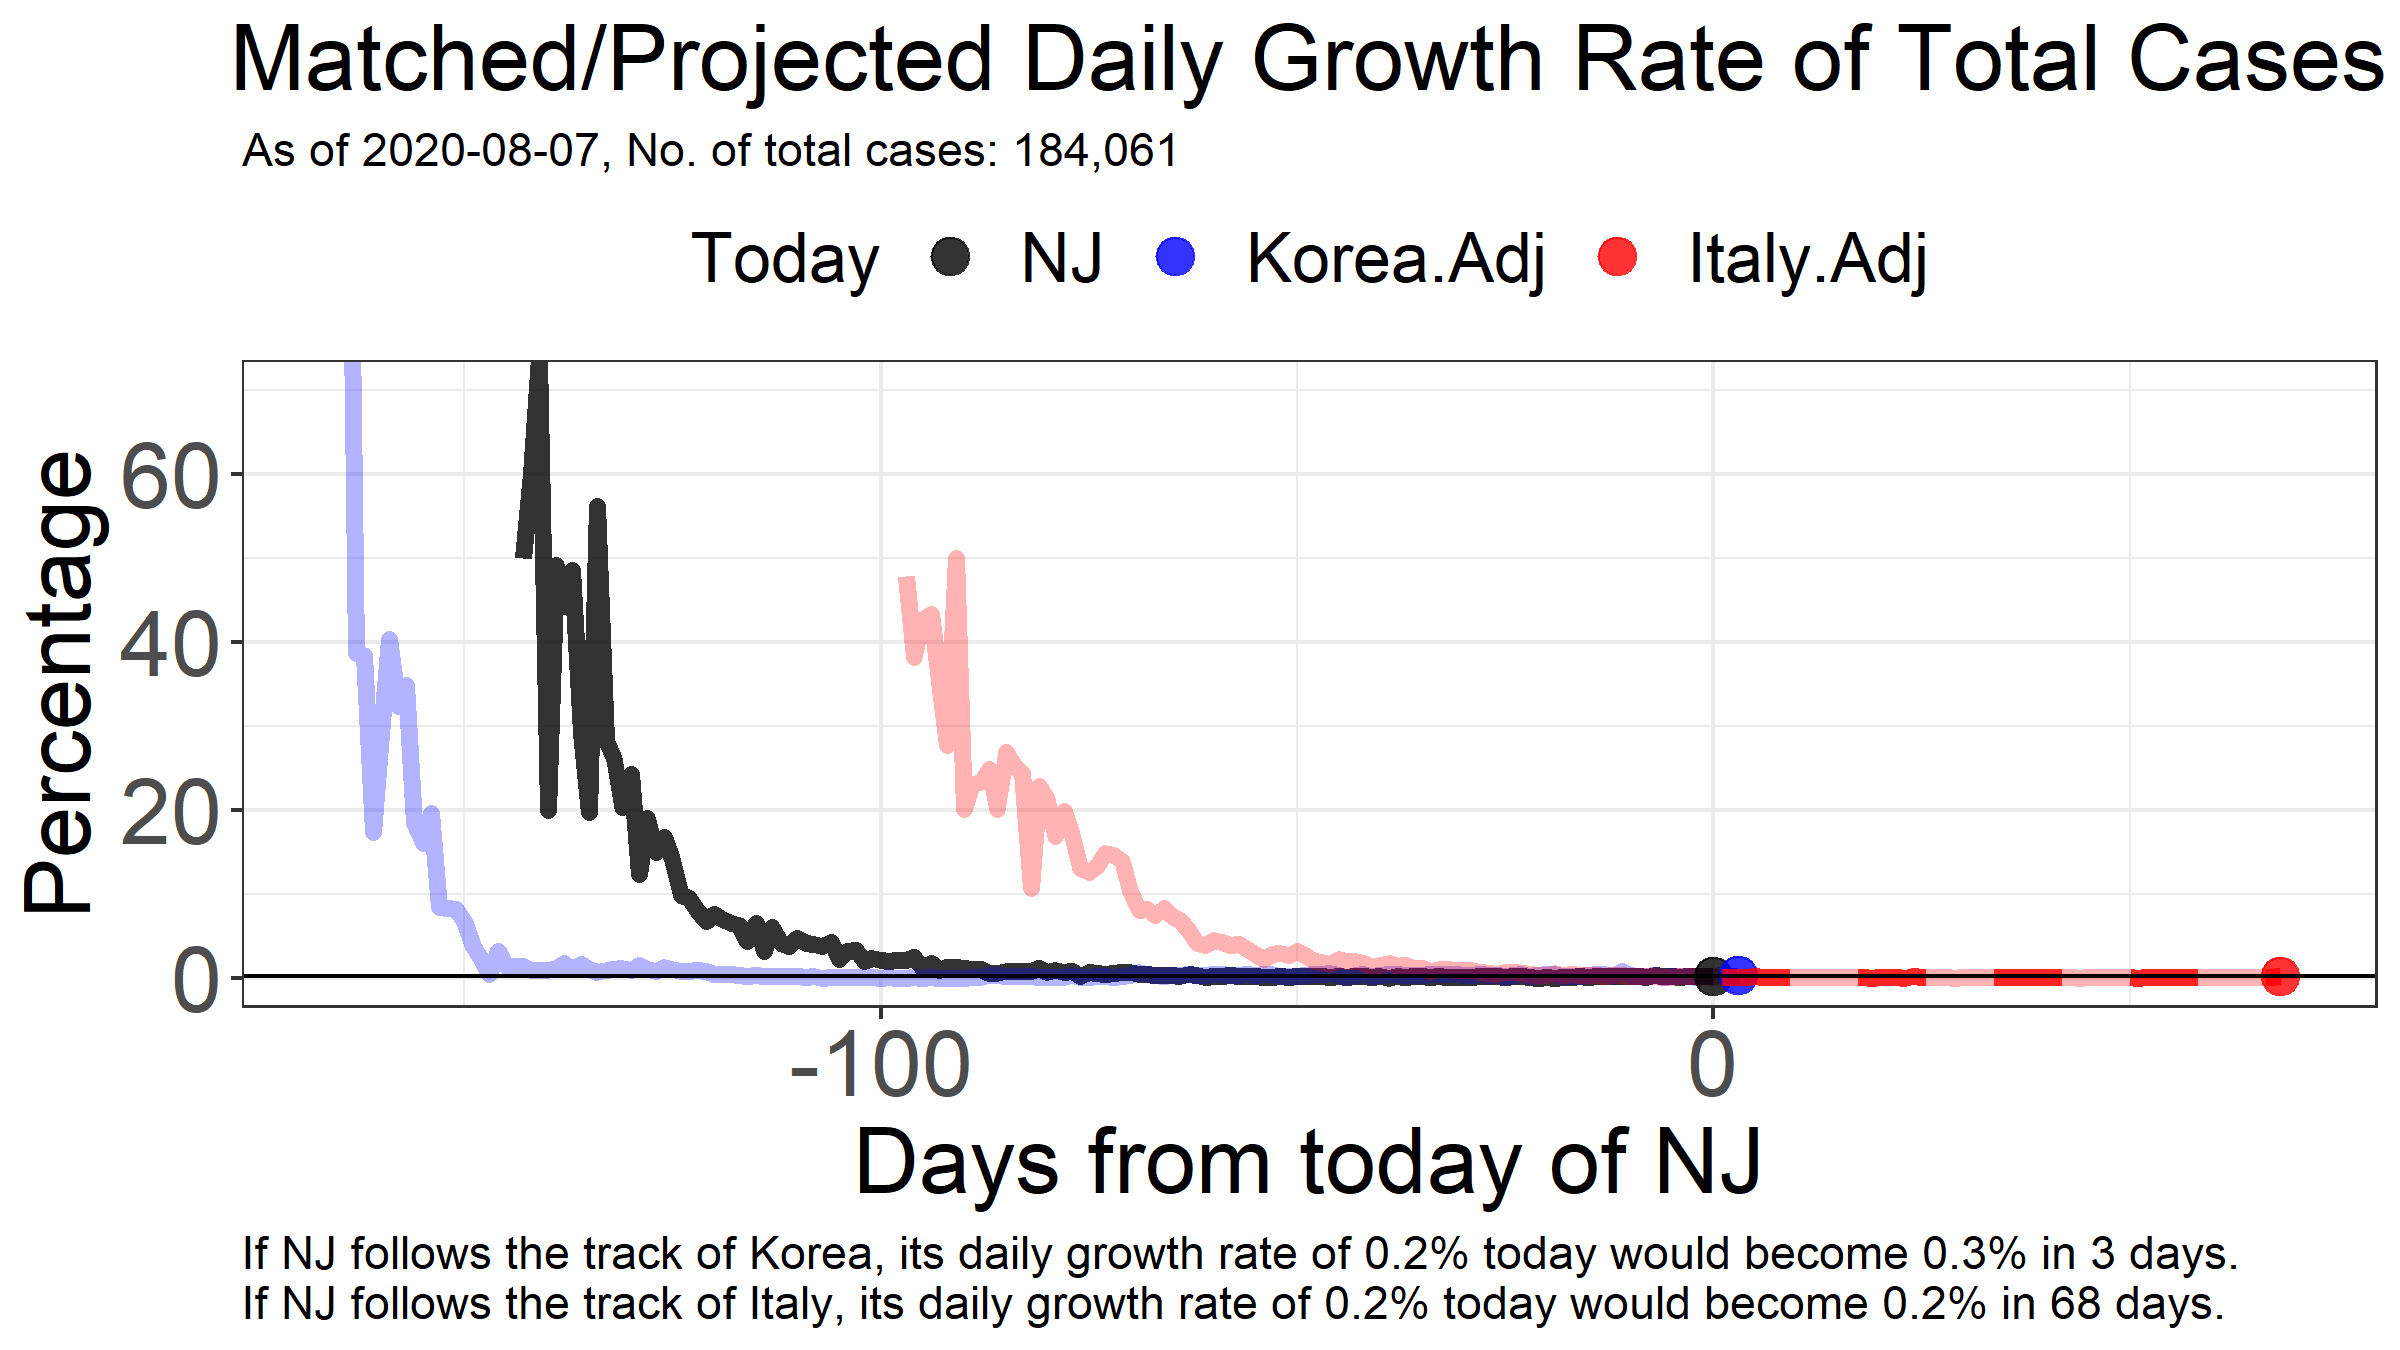 Matched/Projected Daily Growth Rate of Total Cases
As of 2020-08-07, No. of total cases: 184,061
Today NJ Korea.Adj Italy.Adj
Percentage
60
40
20
0
-100 0
Days from today of NJ
If NJ follows the track of Korea, its daily growth rate of 0.2% today would become 0.3% in 3 days.
If NJ follows the track of Italy, its daily growth rate of 0.2% today would become 0.2% in 68 days.